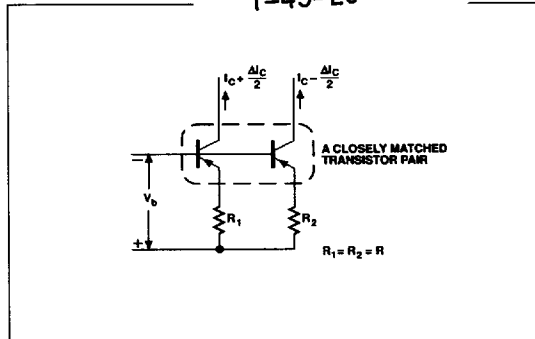 I_C + ΔI_C/2
I_C − ΔI_C/2
A CLOSELY MATCHED
TRANSISTOR PAIR
−
V_b
R_1
R_2
+
R_1 = R_2 = R